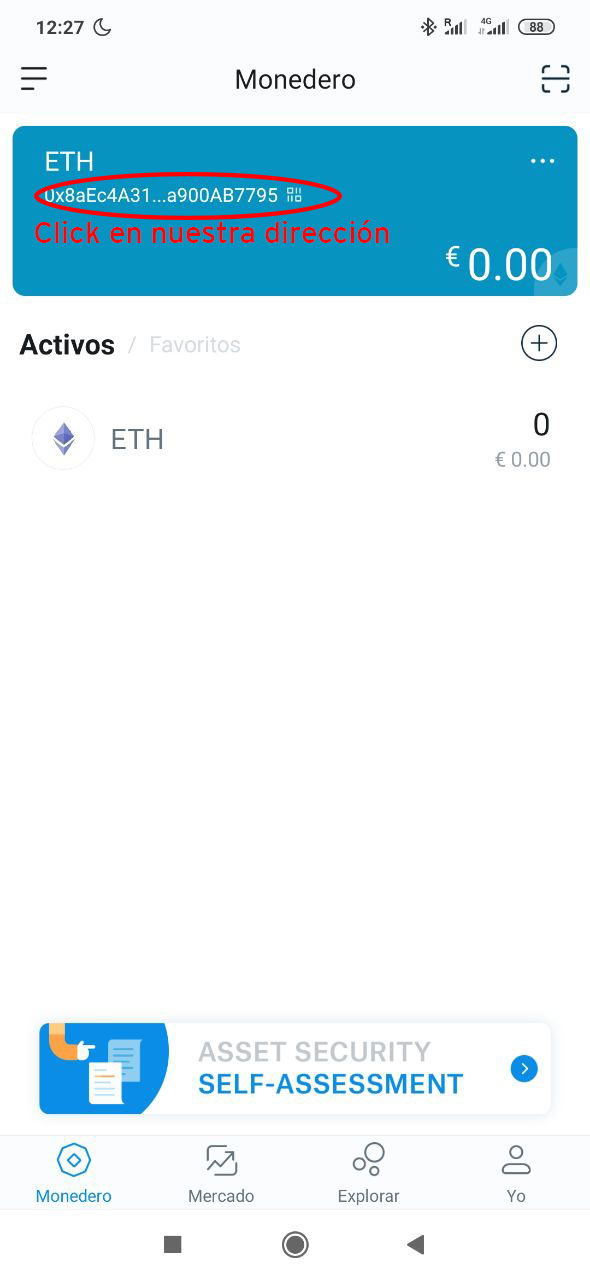 12:27 R 4G 88
Monedero
ETH
0x8aEc4A31...a900AB7795
Click en nuestra dirección
€ 0.00
Activos / Favoritos
ETH
0
€ 0.00
ASSET SECURITY
SELF-ASSESSMENT
Monedero Mercado Explorar Yo